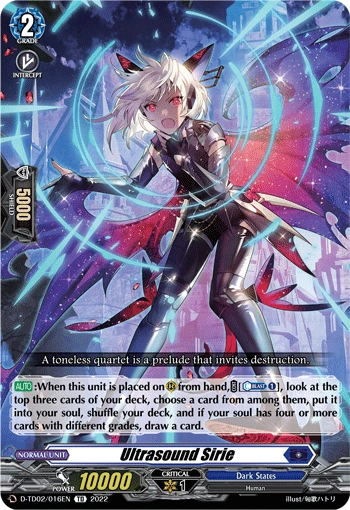 2
GRADE
INTERCEPT
5000
SHIELD
A toneless quartet is a prelude that invites destruction.
AUTO:When this unit is placed on Ⓡ from hand, COST [COUNTER BLAST 1], look at the
top three cards of your deck, choose a card from among them, put it
into your soul, shuffle your deck, and if your soul has four or more
cards with different grades, draw a card.
NORMAL UNIT
Ultrasound Sirie
POWER 10000
CRITICAL
1
Dark States
Human
D-TD02/016EN TD 2022
illust/匈歌ハトリ